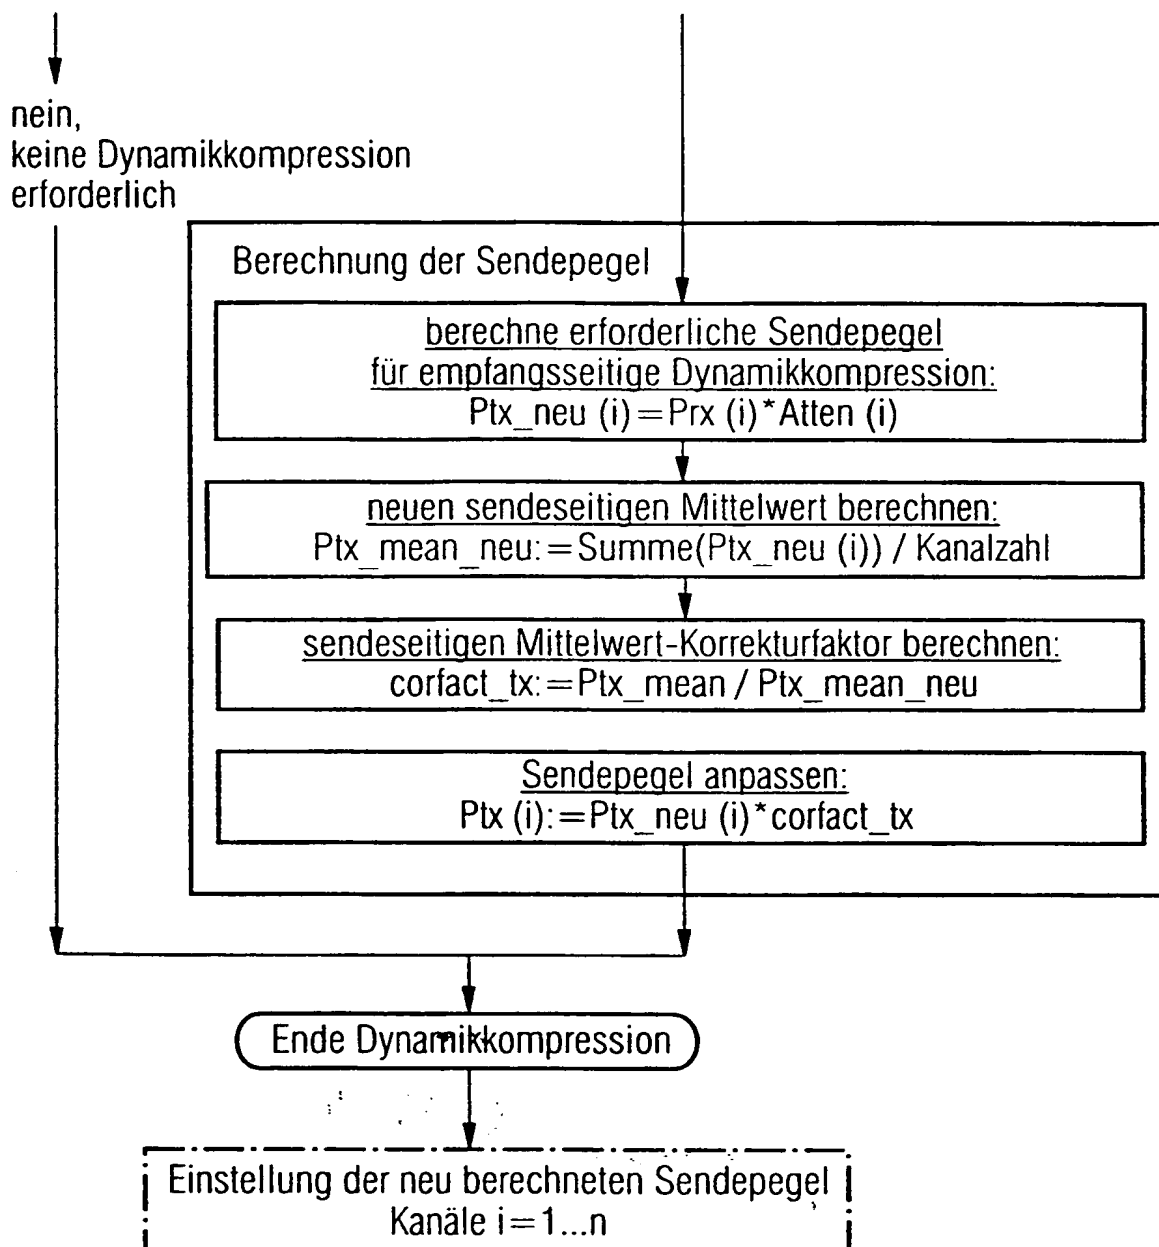 nein,
keine Dynamikkompression
erforderlich
Berechnung der Sendepegel
berechne erforderliche Sendepegel
für empfangsseitige Dynamikkompression:
Ptx_neu (i)=Prx (i)*Atten (i)
neuen sendeseitigen Mittelwert berechnen:
Ptx_mean_neu:=Summe(Ptx_neu (i)) / Kanalzahl
sendeseitigen Mittelwert-Korrekturfaktor berechnen:
corfact_tx:=Ptx_mean / Ptx_mean_neu
Sendepegel anpassen:
Ptx (i):=Ptx_neu (i)*corfact_tx
Ende Dynamikkompression
Einstellung der neu berechneten Sendepegel
Kanäle i=1...n